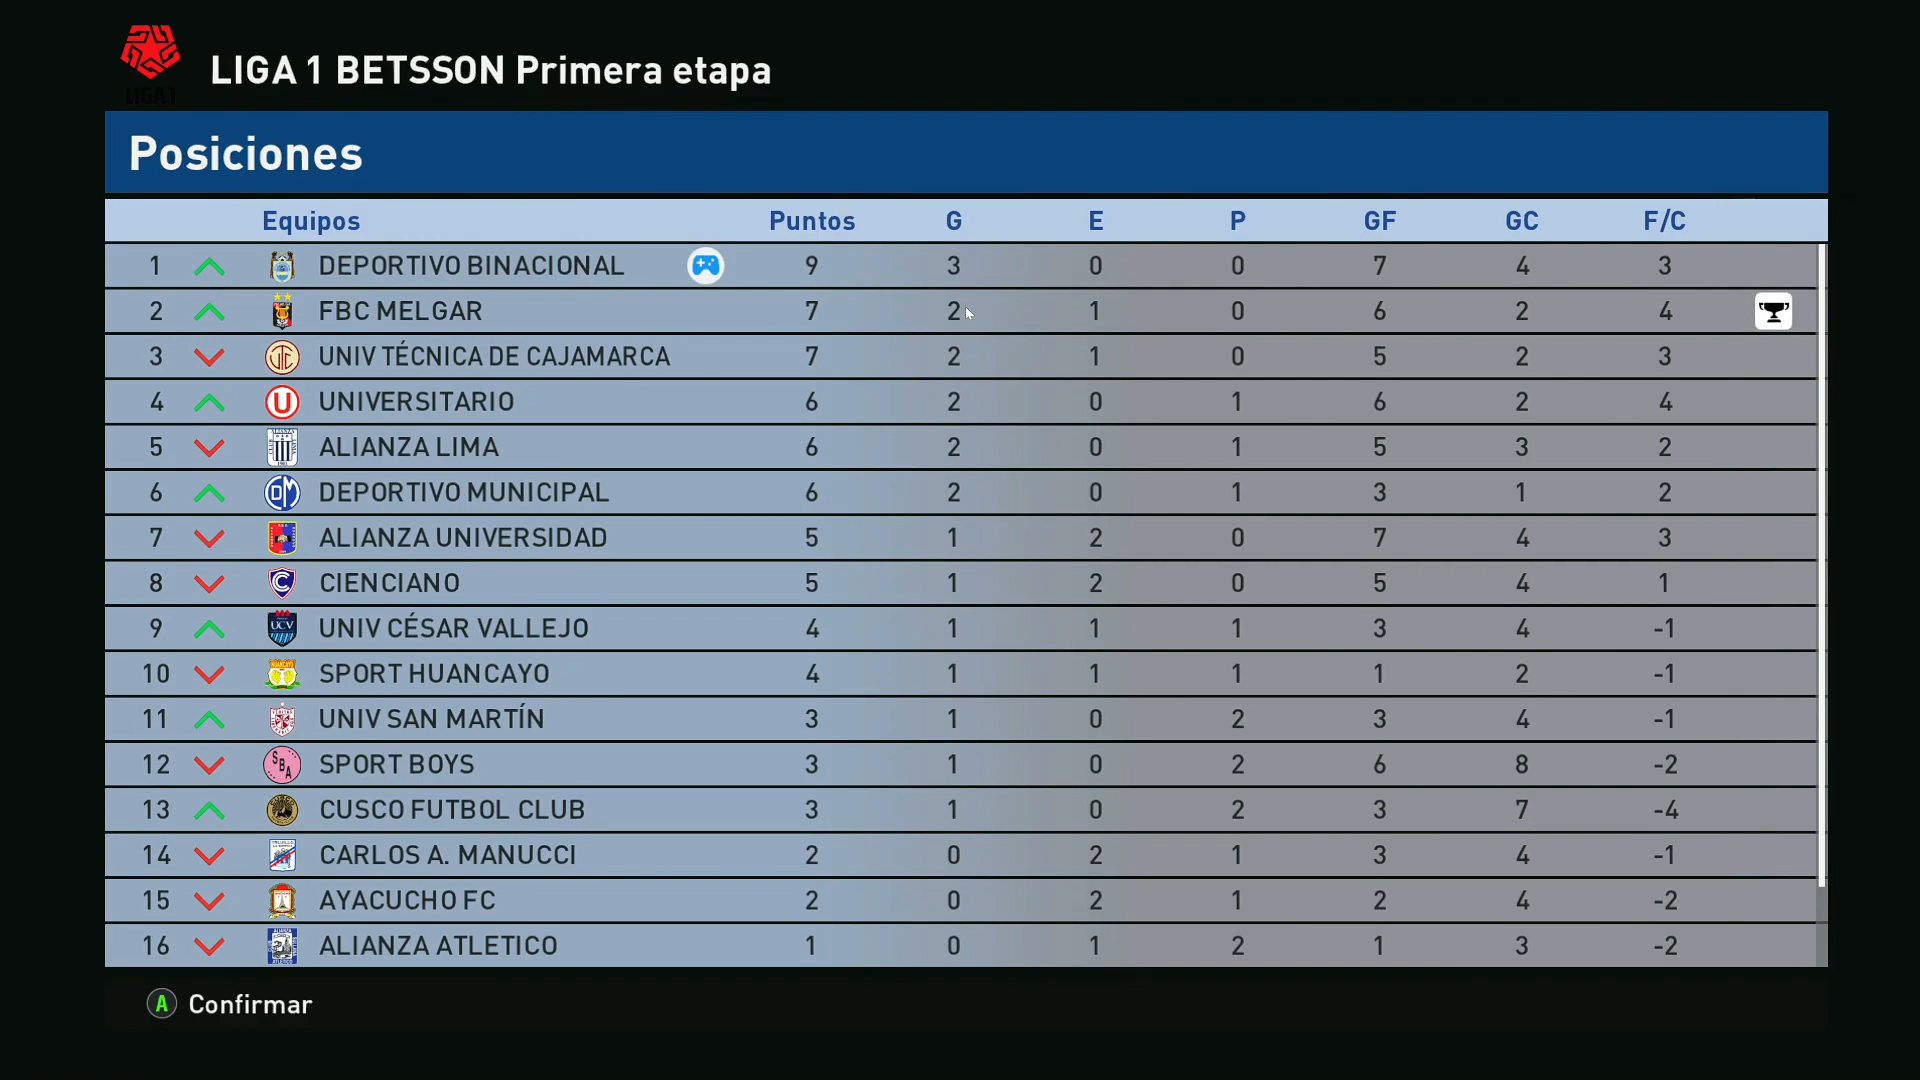 LIGA 1
LIGA 1 BETSSON Primera etapa
Posiciones
Equipos Puntos G E P GF GC F/C
1 DEPORTIVO BINACIONAL 9 3 0 0 7 4 3
2 FBC MELGAR 7 2 1 0 6 2 4
3 UNIV TÉCNICA DE CAJAMARCA 7 2 1 0 5 2 3
4 U UNIVERSITARIO 6 2 0 1 6 2 4
5 ALIANZA LIMA 6 2 0 1 5 3 2
6 DM DEPORTIVO MUNICIPAL 6 2 0 1 3 1 2
7 ALIANZA UNIVERSIDAD 5 1 2 0 7 4 3
8 C CIENCIANO 5 1 2 0 5 4 1
9 UCV UNIV CÉSAR VALLEJO 4 1 1 1 3 4 -1
10 SPORT HUANCAYO 4 1 1 1 1 2 -1
11 UNIV SAN MARTÍN 3 1 0 2 3 4 -1
12 SBA SPORT BOYS 3 1 0 2 6 8 -2
13 CUSCO FUTBOL CLUB 3 1 0 2 3 7 -4
14 CARLOS A. MANUCCI 2 0 2 1 3 4 -1
15 AYACUCHO FC 2 0 2 1 2 4 -2
16 ALIANZA ATLETICO 1 0 1 2 1 3 -2
A Confirmar